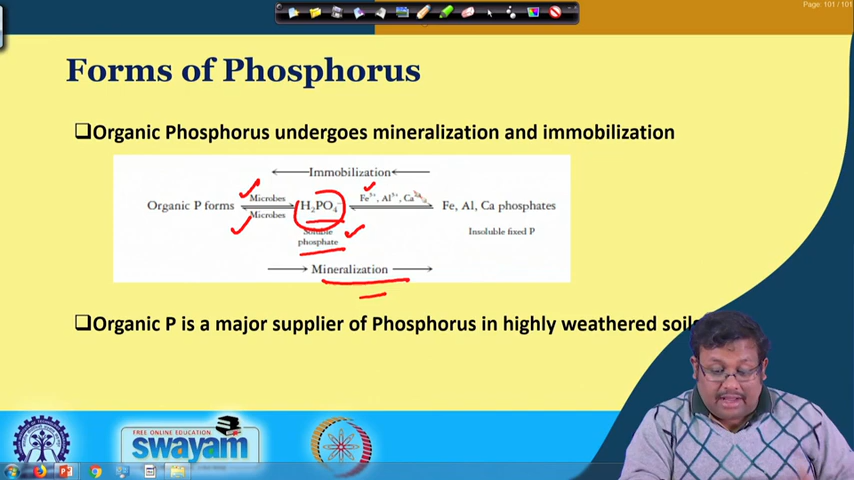 Page: 101 / 101
Forms of Phosphorus
❑Organic Phosphorus undergoes mineralization and immobilization
Immobilization
Organic P forms
Microbes
Microbes
H₂PO₄⁻
Soluble
phosphate
Fe³⁺, Al³⁺, Ca
Fe, Al, Ca phosphates
Insoluble fixed P
Mineralization
❑Organic P is a major supplier of Phosphorus in highly weathered soils
FREE ONLINE EDUCATION
swayam